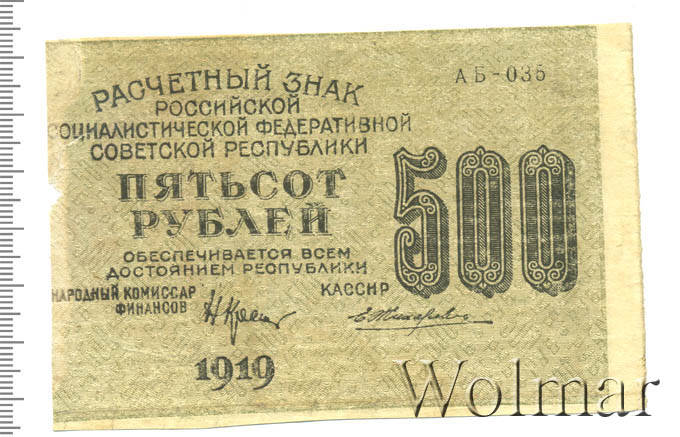 АБ-035
РАСЧЕТНЫЙ ЗНАК
РОССИЙСКОЙ
СОЦИАЛИСТИЧЕСКОЙ ФЕДЕРАТИВНОЙ
СОВЕТСКОЙ РЕСПУБЛИКИ
ПЯТЬСОТ
РУБЛЕЙ
500
ОБЕСПЕЧИВАЕТСЯ ВСЕМ
ДОСТОЯНИЕМ РЕСПУБЛИКИ
НАРОДНЫЙ КОМИССАР
ФИНАНСОВ
КАССИР
1919
Wolmar